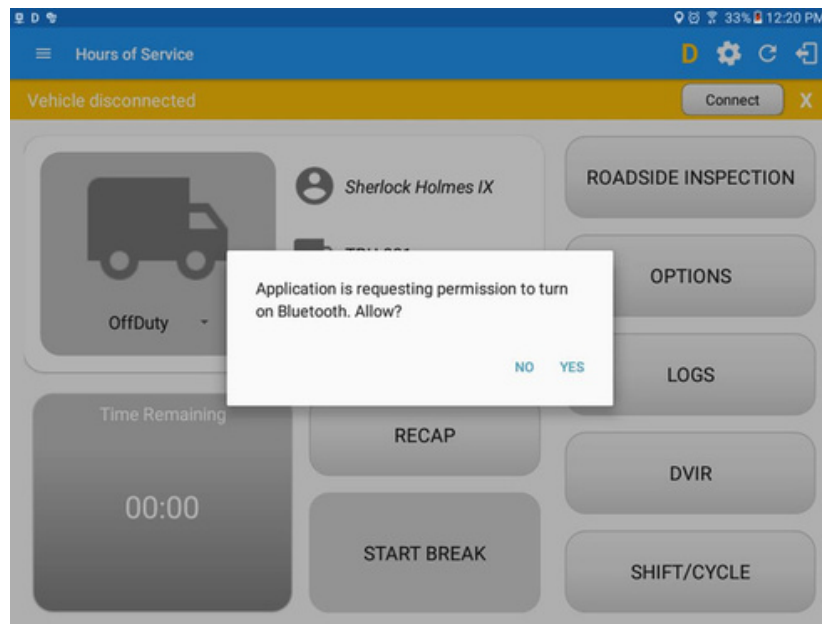 33% 12:20 PM
Hours of Service
D
Vehicle disconnected
Connect
X
Sherlock Holmes IX
OffDuty
Application is requesting permission to turn
on Bluetooth. Allow?
NO YES
Time Remaining
00:00
RECAP
START BREAK
ROADSIDE INSPECTION
OPTIONS
LOGS
DVIR
SHIFT/CYCLE